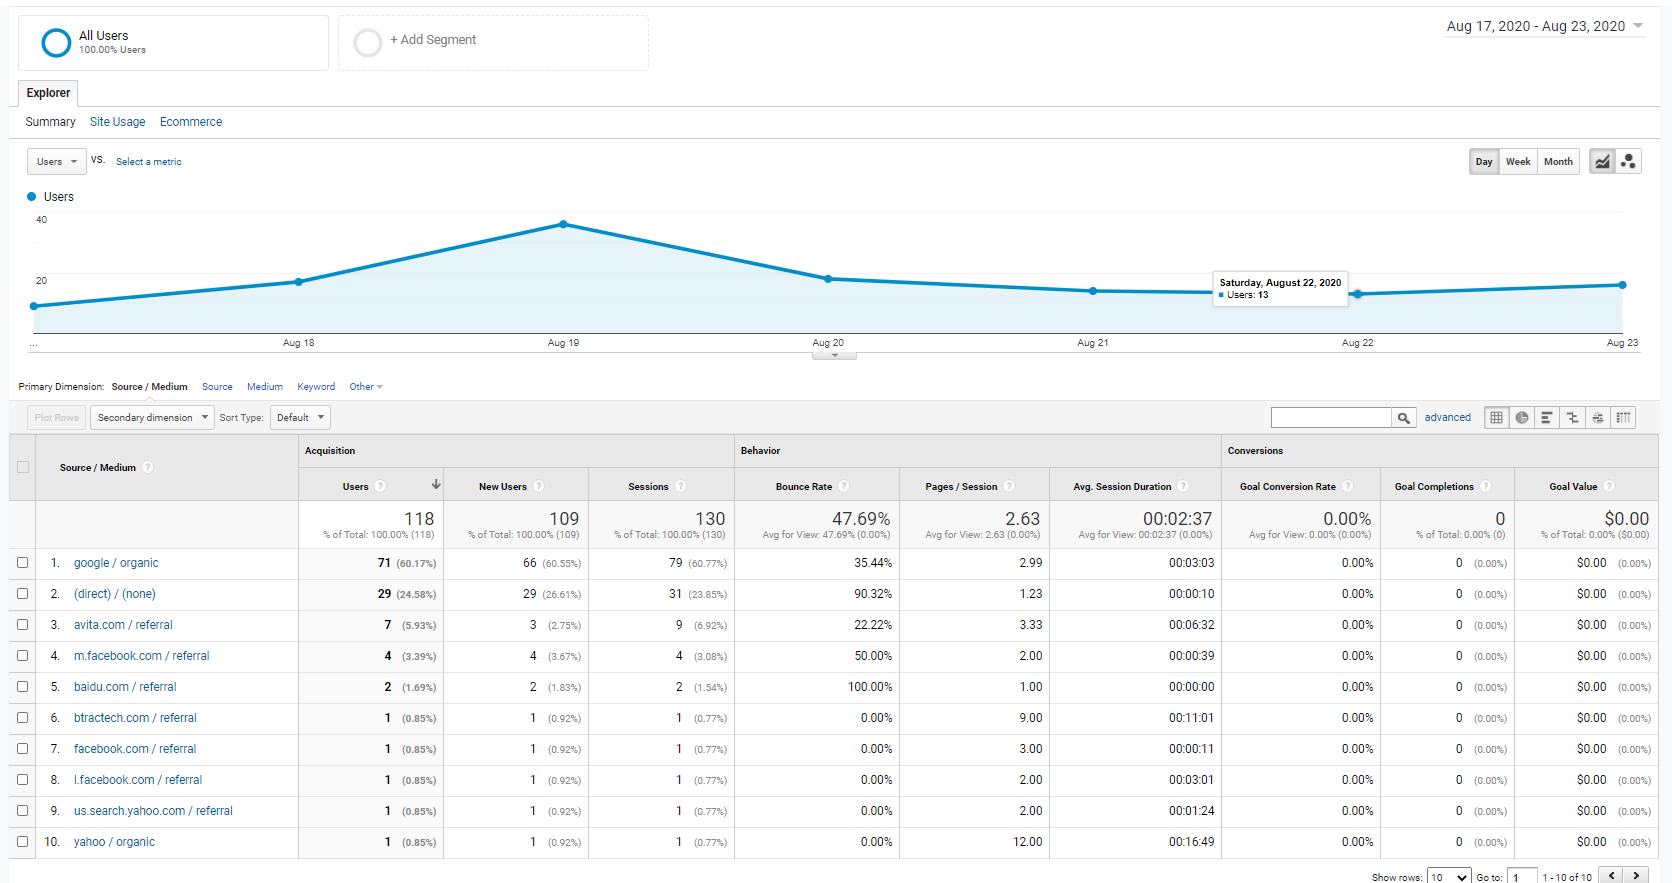 All Users
100.00% Users
+ Add Segment
Aug 17, 2020 - Aug 23, 2020
Explorer
Summary Site Usage Ecommerce
Users VS. Select a metric
Day Week Month
Users
40
20
Saturday, August 22, 2020
Users: 13
... Aug 18 Aug 19 Aug 20 Aug 21 Aug 22 Aug 23
Primary Dimension: Source / Medium Source Medium Keyword Other
Plot Rows Secondary dimension Sort Type: Default advanced
Acquisition Behavior Conversions
Source / Medium ?
Users ? New Users ? Sessions ? Bounce Rate ? Pages / Session ? Avg. Session Duration ? Goal Conversion Rate ? Goal Completions ? Goal Value ?
118 109 130 47.69% 2.63 00:02:37 0.00% 0 $0.00
% of Total: 100.00% (118) % of Total: 100.00% (109) % of Total: 100.00% (130) Avg for View: 47.69% (0.00%) Avg for View: 2.63 (0.00%) Avg for View: 00:02:37 (0.00%) Avg for View: 0.00% (0.00%) % of Total: 0.00% (0) % of Total: 0.00% ($0.00)
1. google / organic 71 (60.17%) 66 (60.55%) 79 (60.77%) 35.44% 2.99 00:03:03 0.00% 0 (0.00%) $0.00 (0.00%)
2. (direct) / (none) 29 (24.58%) 29 (26.61%) 31 (23.85%) 90.32% 1.23 00:00:10 0.00% 0 (0.00%) $0.00 (0.00%)
3. avita.com / referral 7 (5.93%) 3 (2.75%) 9 (6.92%) 22.22% 3.33 00:06:32 0.00% 0 (0.00%) $0.00 (0.00%)
4. m.facebook.com / referral 4 (3.39%) 4 (3.67%) 4 (3.08%) 50.00% 2.00 00:00:39 0.00% 0 (0.00%) $0.00 (0.00%)
5. baidu.com / referral 2 (1.69%) 2 (1.83%) 2 (1.54%) 100.00% 1.00 00:00:00 0.00% 0 (0.00%) $0.00 (0.00%)
6. btractech.com / referral 1 (0.85%) 1 (0.92%) 1 (0.77%) 0.00% 9.00 00:11:01 0.00% 0 (0.00%) $0.00 (0.00%)
7. facebook.com / referral 1 (0.85%) 1 (0.92%) 1 (0.77%) 0.00% 3.00 00:00:11 0.00% 0 (0.00%) $0.00 (0.00%)
8. l.facebook.com / referral 1 (0.85%) 1 (0.92%) 1 (0.77%) 0.00% 2.00 00:03:01 0.00% 0 (0.00%) $0.00 (0.00%)
9. us.search.yahoo.com / referral 1 (0.85%) 1 (0.92%) 1 (0.77%) 0.00% 2.00 00:01:24 0.00% 0 (0.00%) $0.00 (0.00%)
10. yahoo / organic 1 (0.85%) 1 (0.92%) 1 (0.77%) 0.00% 12.00 00:16:49 0.00% 0 (0.00%) $0.00 (0.00%)
Show rows: 10 Go to: 1 1 - 10 of 10